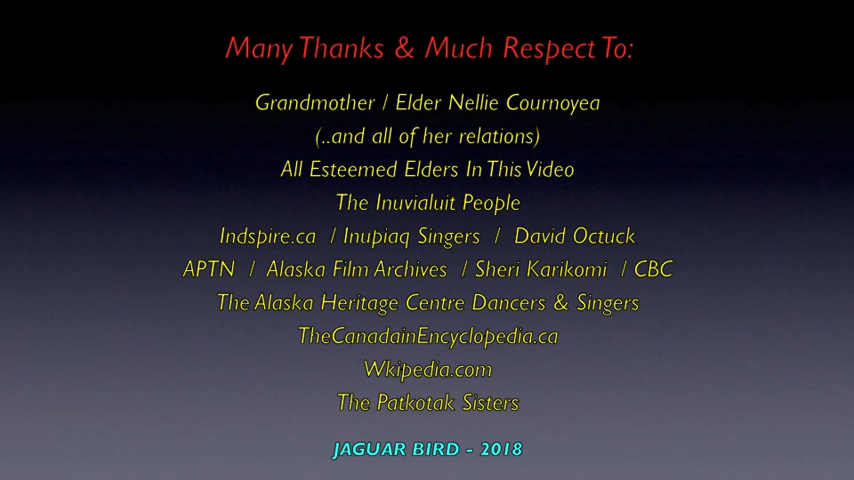 Many Thanks & Much Respect To:
Grandmother / Elder Nellie Cournoyea
(..and all of her relations)
All Esteemed Elders In This Video
The Inuvialuit People
Indspire.ca / Inupiaq Singers / David Octuck
APTN / Alaska Film Archives / Sheri Karikomi / CBC
The Alaska Heritage Centre Dancers & Singers
TheCanadainEncyclopedia.ca
Wkipedia.com
The Patkotak Sisters
JAGUAR BIRD - 2018